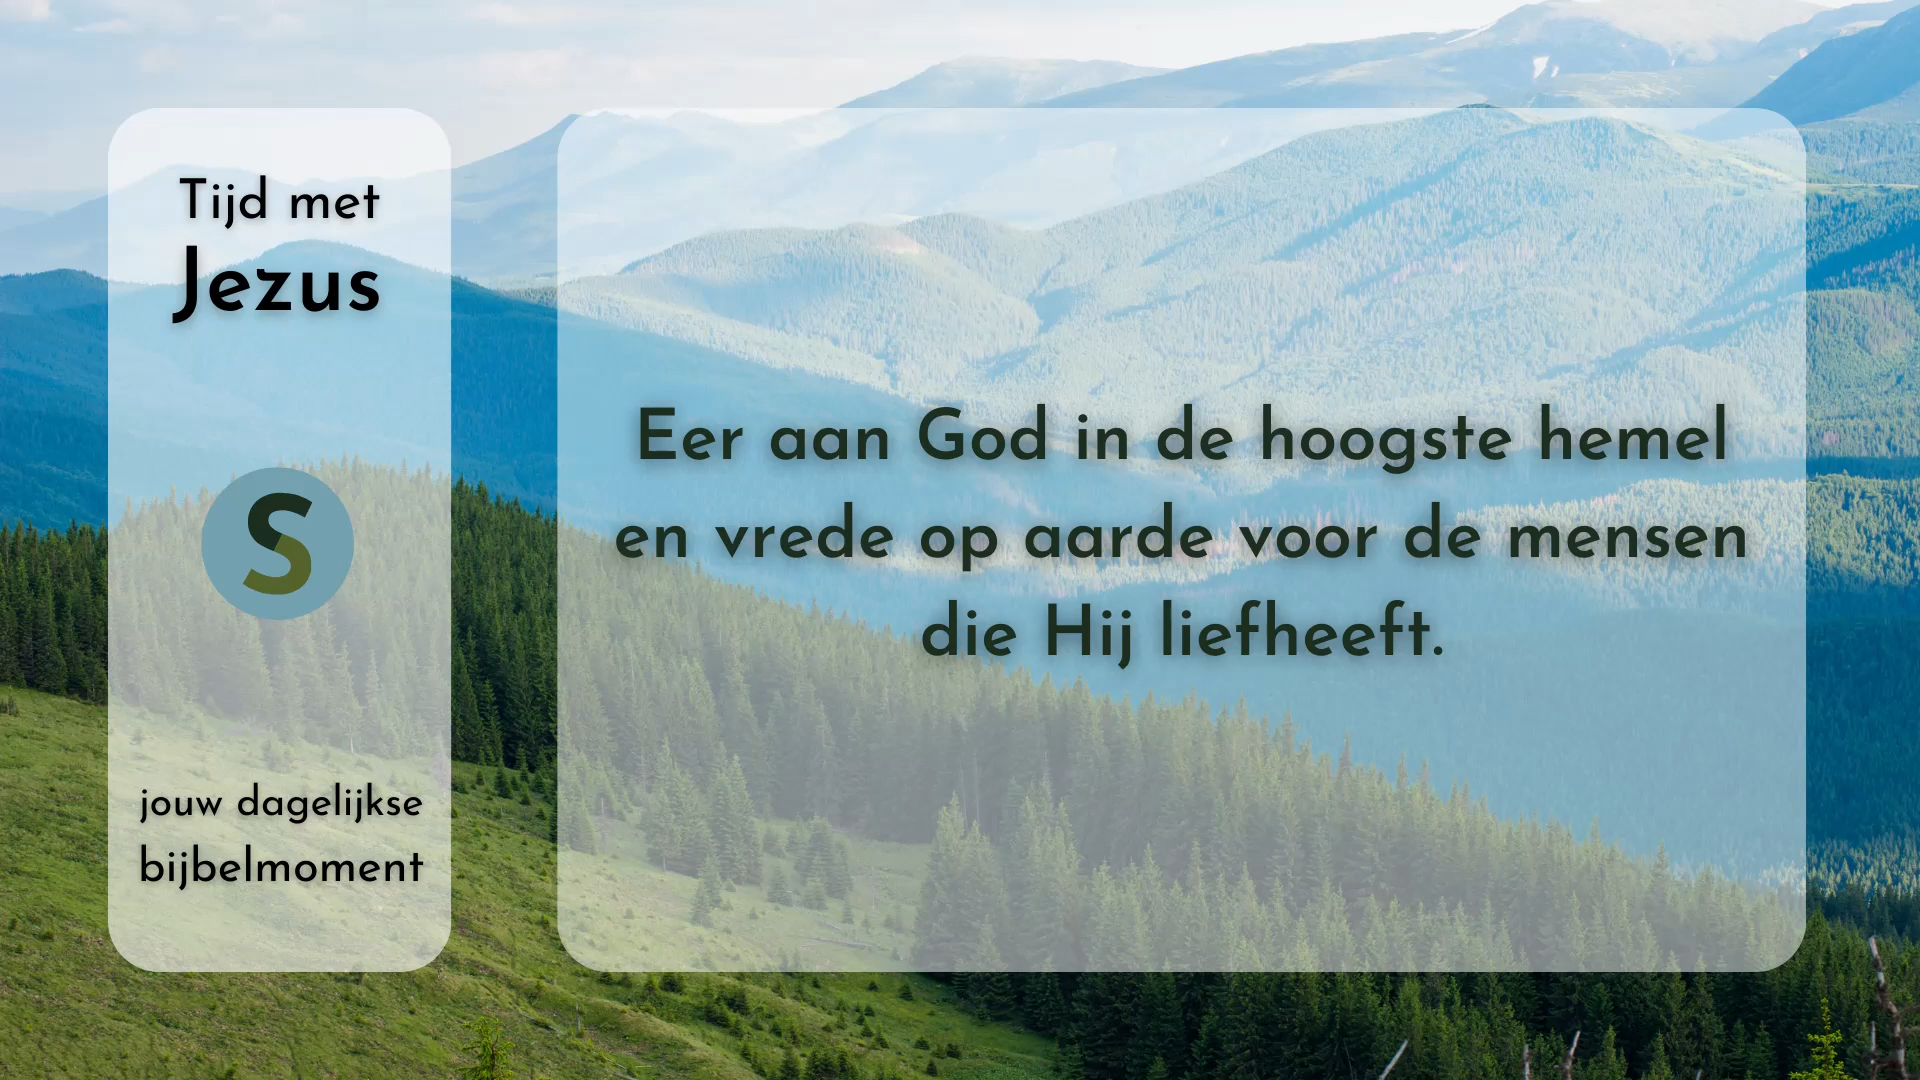 Tijd met
Jezus
S
jouw dagelijkse
bijbelmoment
Eer aan God in de hoogste hemel
en vrede op aarde voor de mensen
die Hij liefheeft.